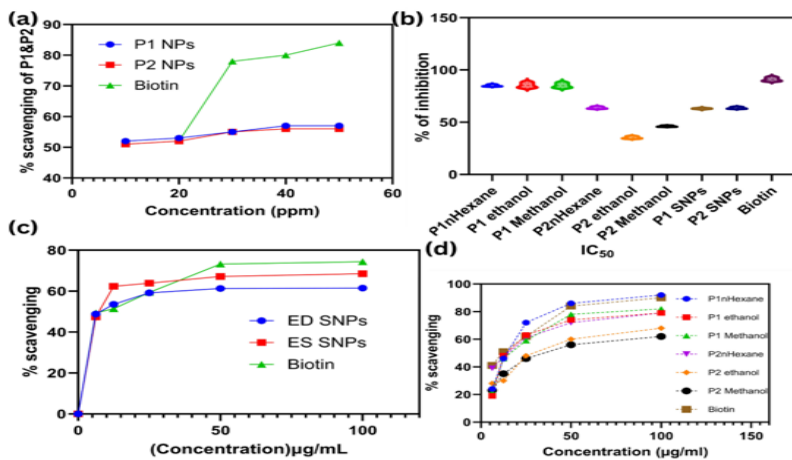 (a)
% scavenging of P1&P2
90
80
70
60
50
40
0
20
40
60
Concentration (ppm)
P1 NPs
P2 NPs
Biotin
(b)
% of inhibition
150
100
50
0
P1nHexane
P1 ethanol
P1 Methanol
P2nHexane
P2 ethanol
P2 Methanol
P1 SNPs
P2 SNPs
Biotin
IC50
(c)
% scavenging
80
60
40
20
0
0
20
40
60
80
100
(Concentration)µg/mL
ED SNPs
ES SNPs
Biotin
(d)
% scavenging
100
80
60
40
20
0
0
50
100
150
Concentration (µg/ml)
P1nHexane
P1 ethanol
P1 Methanol
P2nHexane
P2 ethanol
P2 Methanol
Biotin